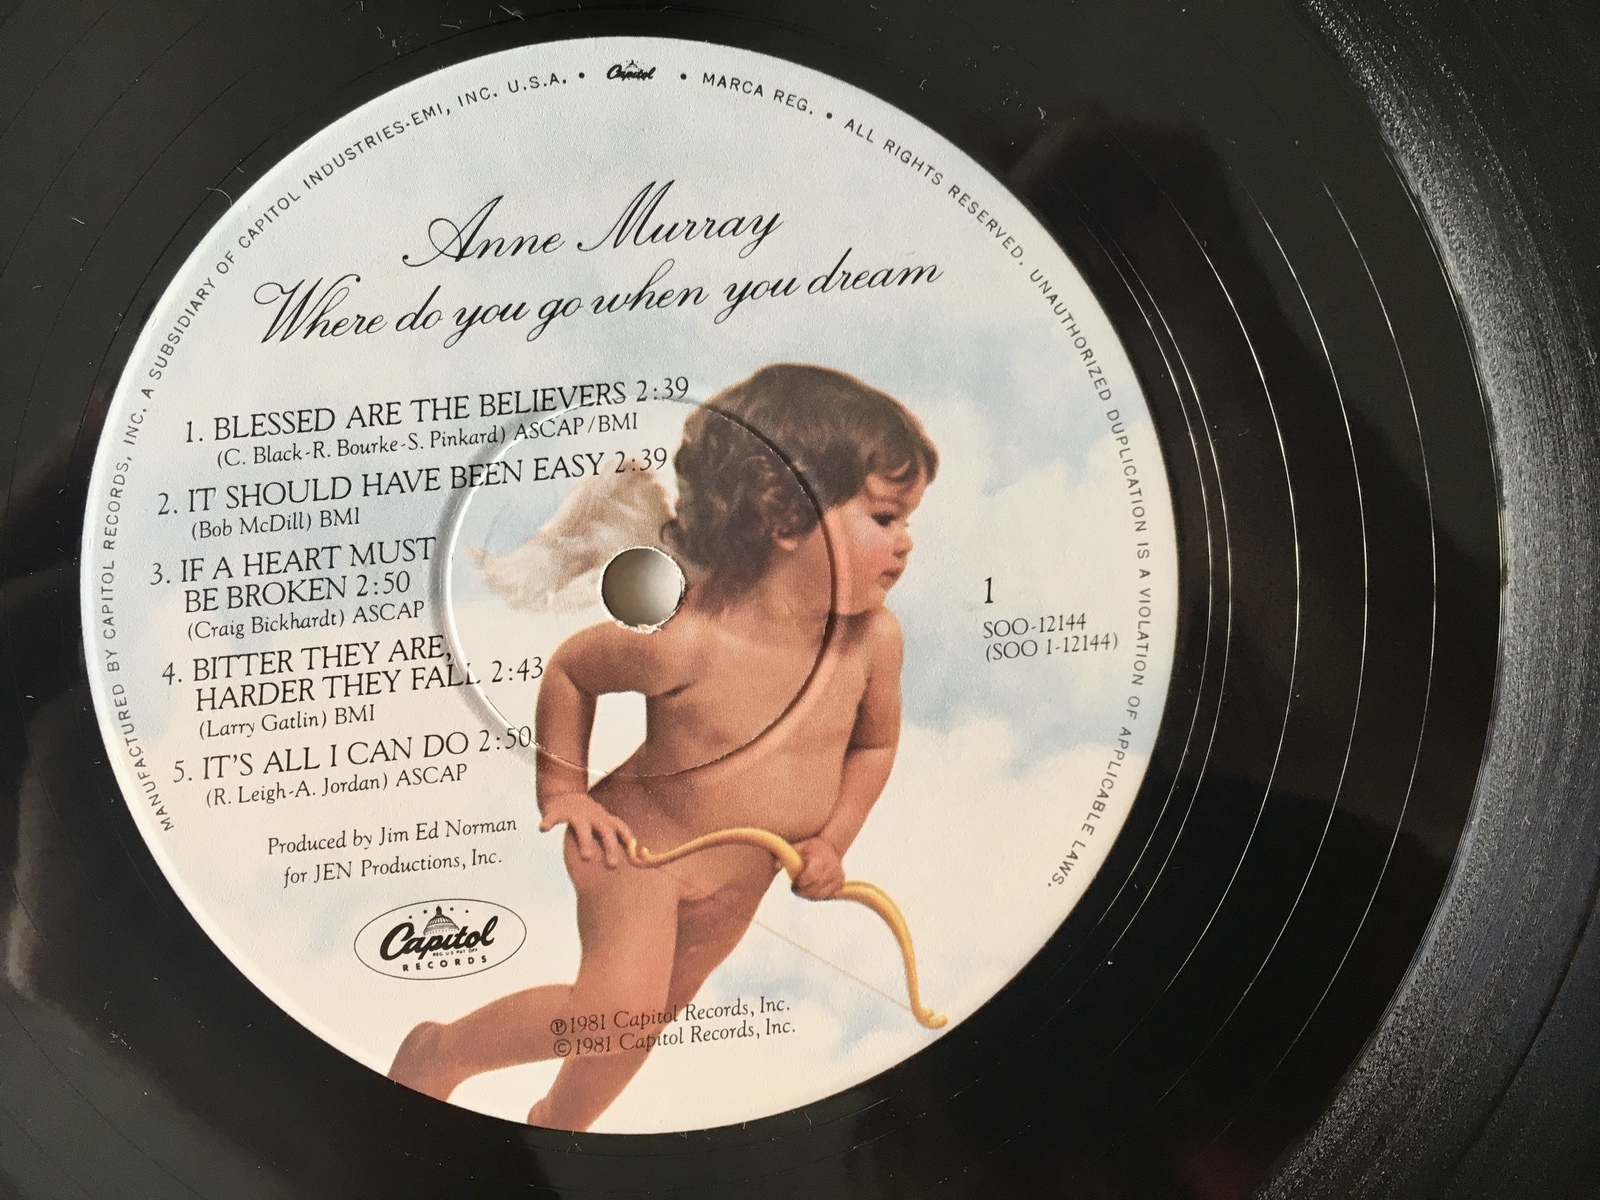 MANUFACTURED BY CAPITOL RECORDS, INC. A SUBSIDIARY OF CAPITOL INDUSTRIES-EMI, INC. U.S.A. • Capitol • MARCA REG. • ALL RIGHTS RESERVED. UNAUTHORIZED DUPLICATION IS A VIOLATION OF APPLICABLE LAWS.
Anne Murray
Where do you go when you dream
1. BLESSED ARE THE BELIEVERS 2:39
(C. Black-R. Bourke-S. Pinkard) ASCAP/BMI
2. IT SHOULD HAVE BEEN EASY 2:39
(Bob McDill) BMI
3. IF A HEART MUST
BE BROKEN 2:50
(Craig Bickhardt) ASCAP
4. BITTER THEY ARE,
HARDER THEY FALL 2:43
(Larry Gatlin) BMI
5. IT'S ALL I CAN DO 2:50
(R. Leigh-A. Jordan) ASCAP
1
SOO-12144
(SOO 1-12144)
Produced by Jim Ed Norman
for JEN Productions, Inc.
Capitol
REG. U.S. PAT. OFF.
RECORDS
Ⓟ1981 Capitol Records, Inc.
©1981 Capitol Records, Inc.